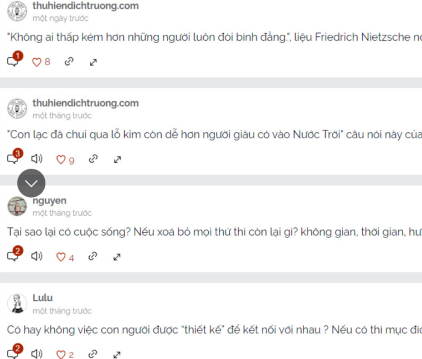 thuhiendichtruong.com
một ngày trước
"Không ai thấp kém hơn những người luôn đòi bình đẳng.", liệu Friedrich Nietzsche
1
8
thuhiendichtruong.com
một tháng trước
"Con lạc đà chui qua lỗ kim còn dễ hơn người giàu có vào Nước Trời" câu nói này của
3
9
nguyen
một tháng trước
Tại sao lại có cuộc sống? Nếu xoá bỏ mọi thứ thì còn lại gì? không gian, thời gian,
2
4
Lulu
một tháng trước
Có hay không việc con người được "thiết kế" để kết nối với nhau ? Nếu có thì mục
2
2